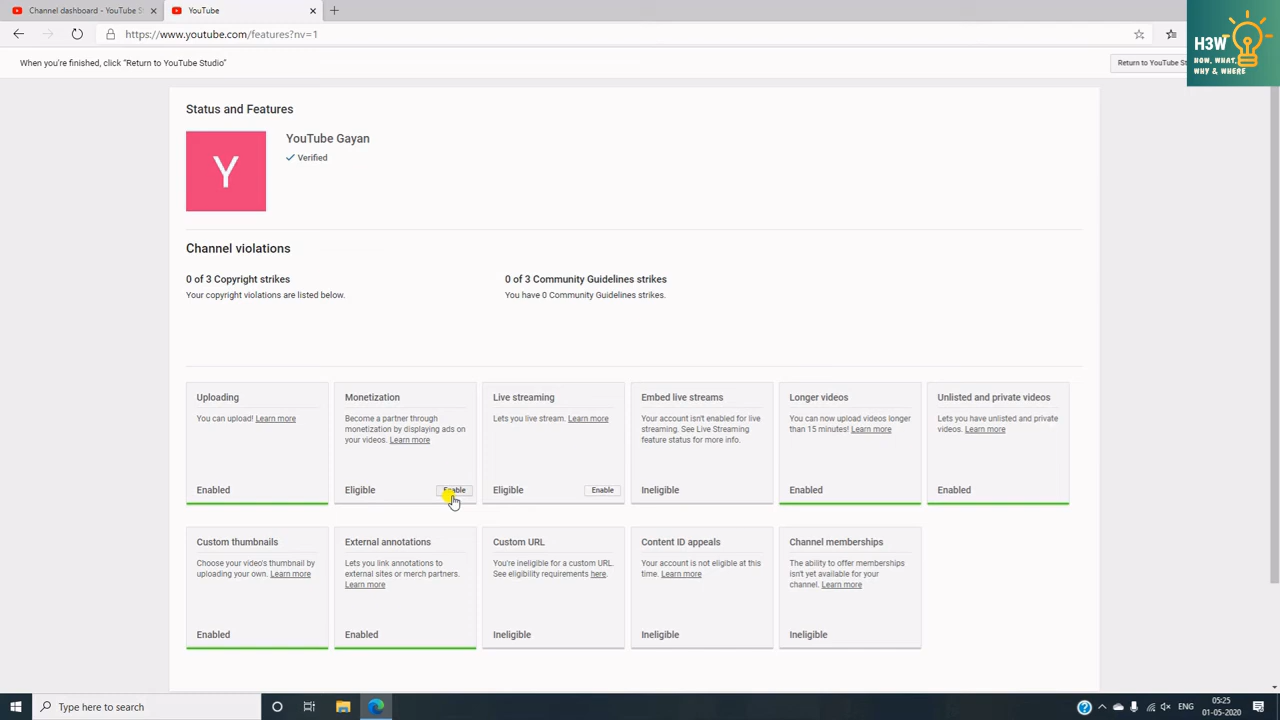 Channel dashboard - YouTube S
YouTube
https://www.youtube.com/features?nv=1
H3W
HOW, WHAT,
WHY & WHERE
When you're finished, click "Return to YouTube Studio"
Return to YouTube St
Status and Features
Y
YouTube Gayan
Verified
Channel violations
0 of 3 Copyright strikes
Your copyright violations are listed below.
0 of 3 Community Guidelines strikes
You have 0 Community Guidelines strikes.
Uploading
You can upload! Learn more
Enabled
Monetization
Become a partner through
monetization by displaying ads on
your videos. Learn more
Eligible
Enable
Live streaming
Lets you live stream. Learn more
Eligible
Enable
Embed live streams
Your account isn't enabled for live
streaming. See Live Streaming
feature status for more info.
Ineligible
Longer videos
You can now upload videos longer
than 15 minutes! Learn more
Enabled
Unlisted and private videos
Lets you have unlisted and private
videos. Learn more
Enabled
Custom thumbnails
Choose your video's thumbnail by
uploading your own. Learn more
Enabled
External annotations
Lets you link annotations to
external sites or merch partners.
Learn more
Enabled
Custom URL
You're ineligible for a custom URL.
See eligibility requirements here.
Ineligible
Content ID appeals
Your account is not eligible at this
time. Learn more
Ineligible
Channel memberships
The ability to offer memberships
isn't yet available for your
channel. Learn more
Ineligible
Type here to search
ENG
05:25
01-05-2020